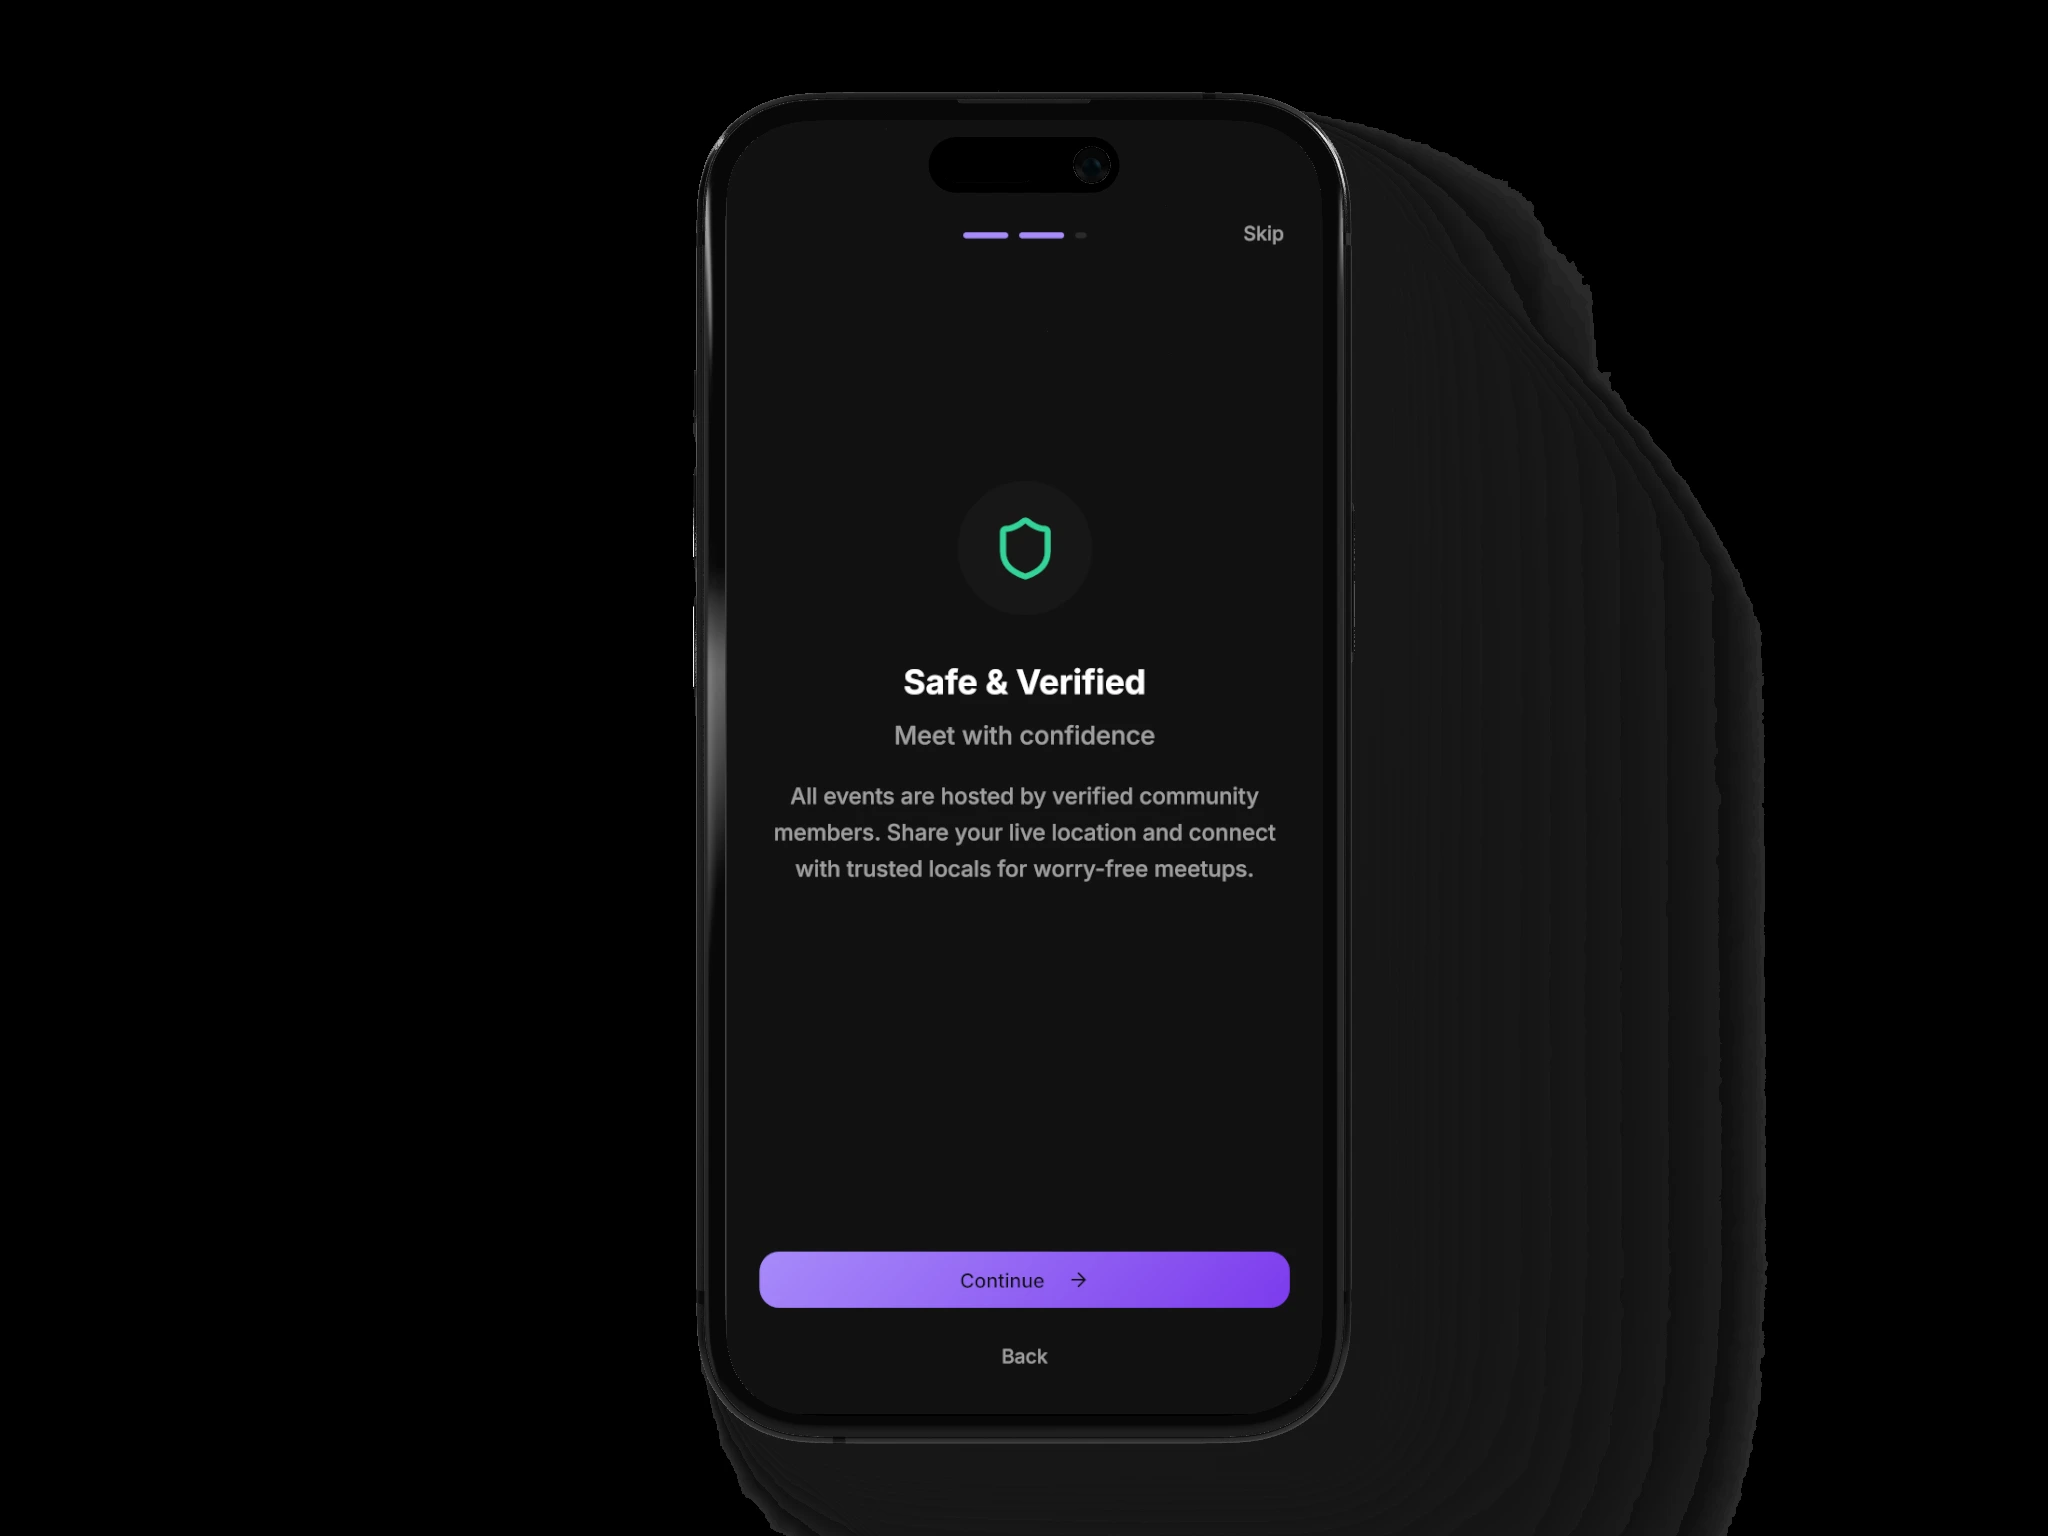 Skip
Safe & Verified
Meet with confidence
All events are hosted by verified community
members. Share your live location and connect
with trusted locals for worry-free meetups.
Continue →
Back